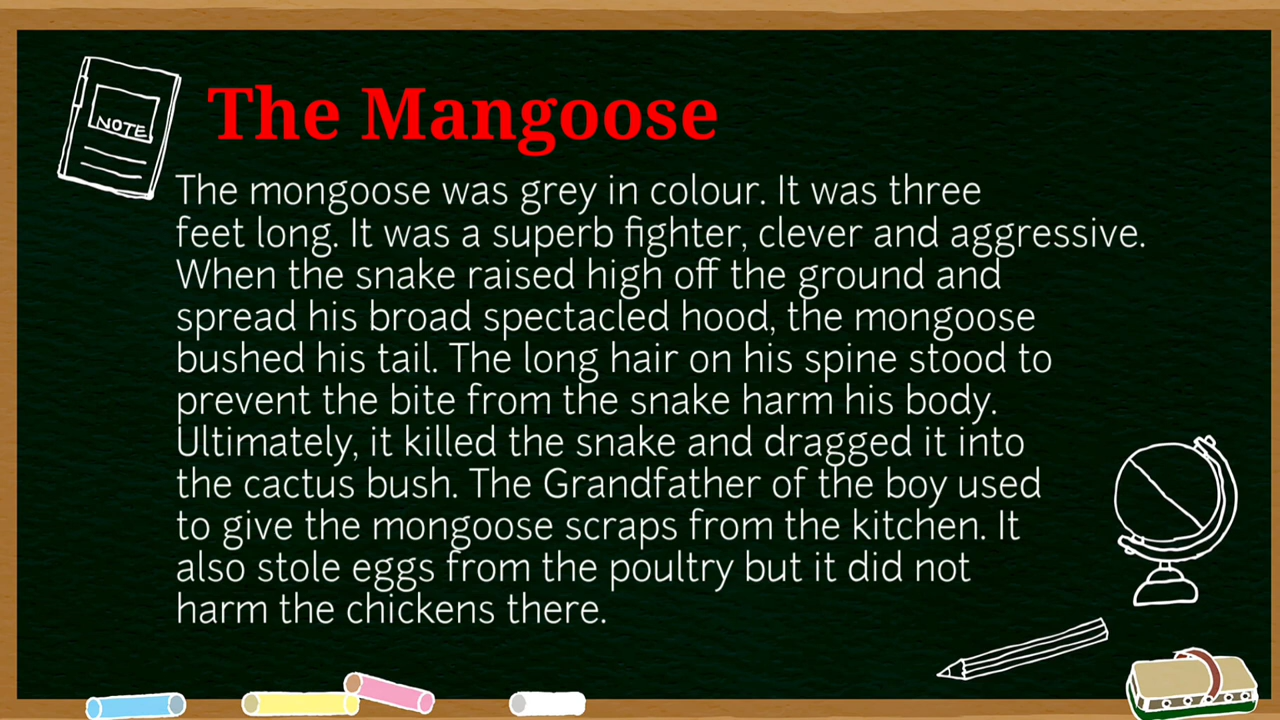 NOTE
The Mangoose
The mongoose was grey in colour. It was three
feet long. It was a superb fighter, clever and aggressive.
When the snake raised high off the ground and
spread his broad spectacled hood, the mongoose
bushed his tail. The long hair on his spine stood to
prevent the bite from the snake harm his body.
Ultimately, it killed the snake and dragged it into
the cactus bush. The Grandfather of the boy used
to give the mongoose scraps from the kitchen. It
also stole eggs from the poultry but it did not
harm the chickens there.